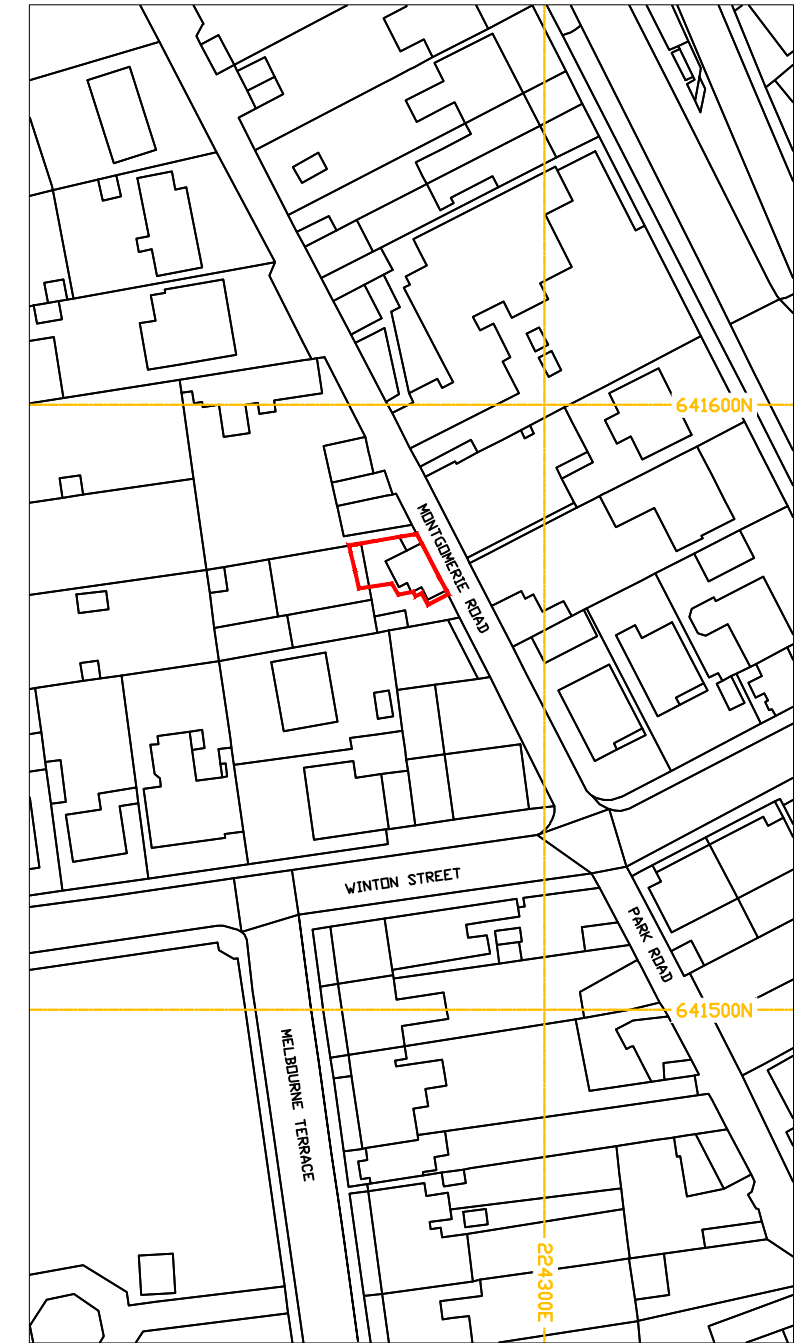 641600N
MONTGOMERIE ROAD
WINTON STREET
PARK ROAD
641500N
MELBOURNE TERRACE
224300E